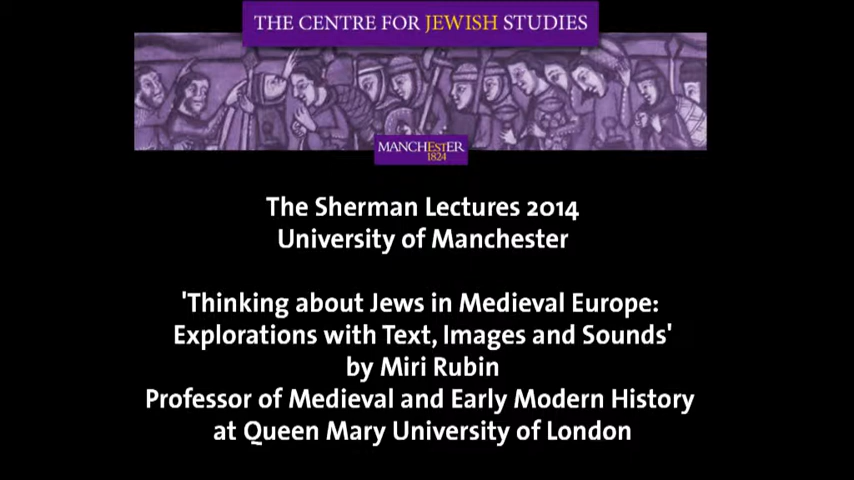 THE CENTRE FOR JEWISH STUDIES
MANCHESTER
1824
The Sherman Lectures 2014
University of Manchester
'Thinking about Jews in Medieval Europe:
Explorations with Text, Images and Sounds'
by Miri Rubin
Professor of Medieval and Early Modern History
at Queen Mary University of London